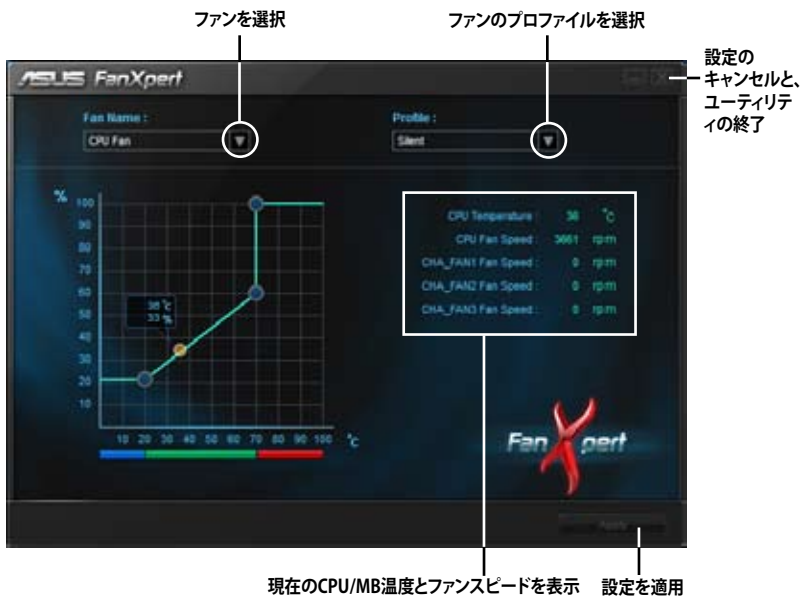 ファンを選択
ファンのプロファイルを選択
設定の
キャンセルと、
ユーティリテ
ィの終了
ASUS FanXpert
Fan Name :
Profile :
CPU Fan
Silent
%
100
90
80
70
60
50
40
30
20
10
38°C
33 %
10 20 30 40 50 60 70 80 90 100 °C
CPU Temperature : 38 °C
CPU Fan Speed : 3661 rpm
CHA_FAN1 Fan Speed : 0 rpm
CHA_FAN2 Fan Speed : 0 rpm
CHA_FAN3 Fan Speed : 0 rpm
Fan Xpert
Apply
現在のCPU/MB温度とファンスピードを表示
設定を適用